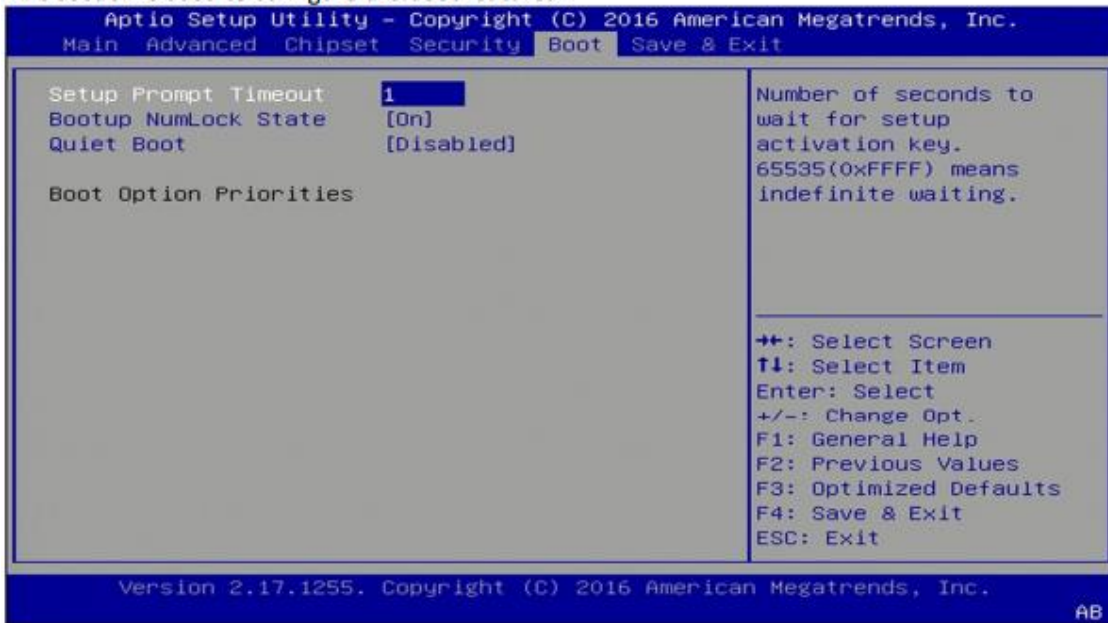 Aptio Setup Utility – Copyright (C) 2016 American Megatrends, Inc.
Main Advanced Chipset Security Boot Save & Exit
Setup Prompt Timeout 1
Bootup NumLock State [On]
Quiet Boot [Disabled]
Boot Option Priorities
Number of seconds to
wait for setup
activation key.
65535(0xFFFF) means
indefinite waiting.
→←: Select Screen
↑↓: Select Item
Enter: Select
+/-: Change Opt.
F1: General Help
F2: Previous Values
F3: Optimized Defaults
F4: Save & Exit
ESC: Exit
Version 2.17.1255. Copyright (C) 2016 American Megatrends, Inc.
AB